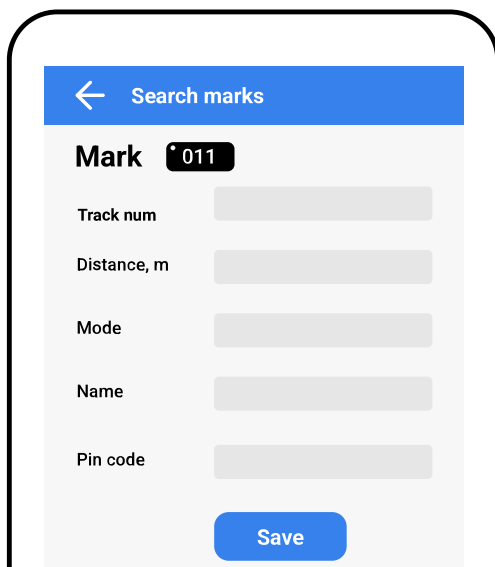 Search marks
Mark 011
Track num
Distance, m
Mode
Name
Pin code
Save